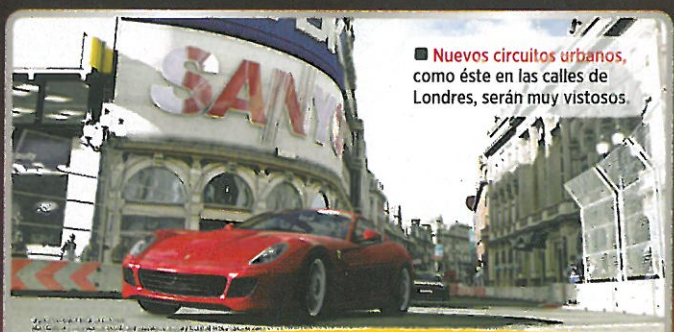 Nuevos circuitos urbanos,
como éste en las calles de
Londres, serán muy vistosos.
SANYO